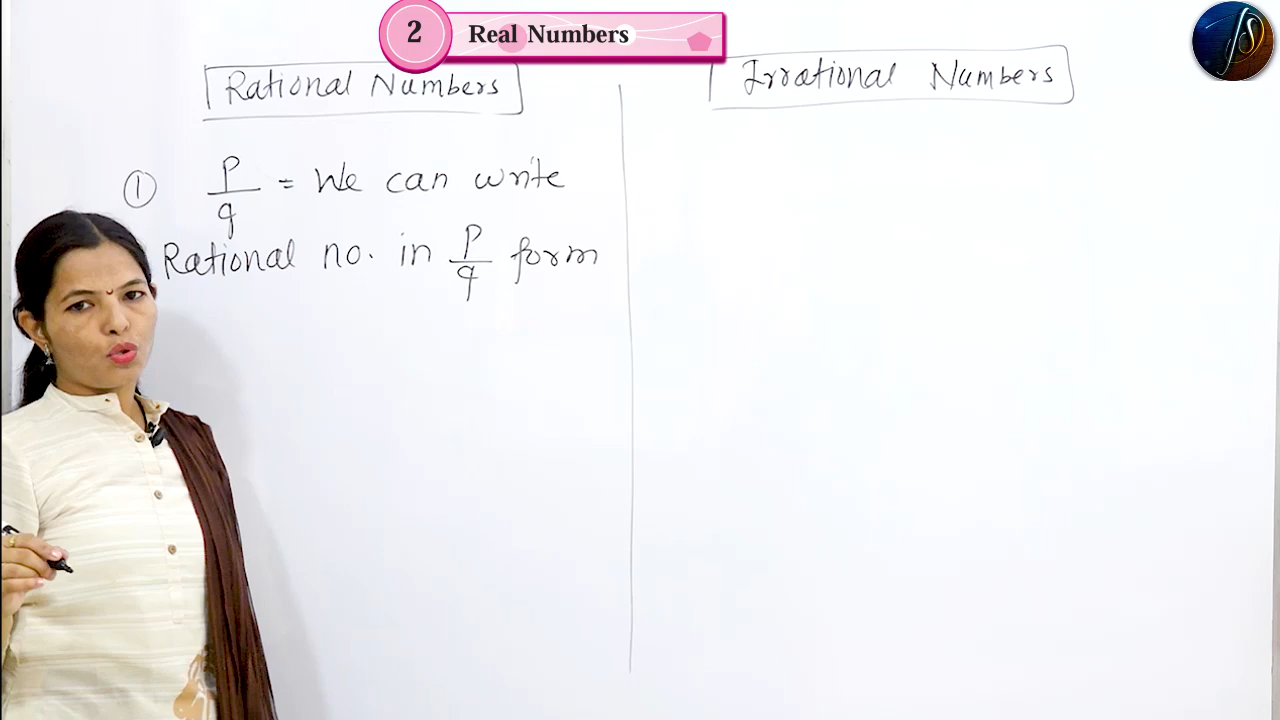 2 Real Numbers
Rational Numbers
Irrational Numbers
① p/q = We can write
Rational no. in p/q form